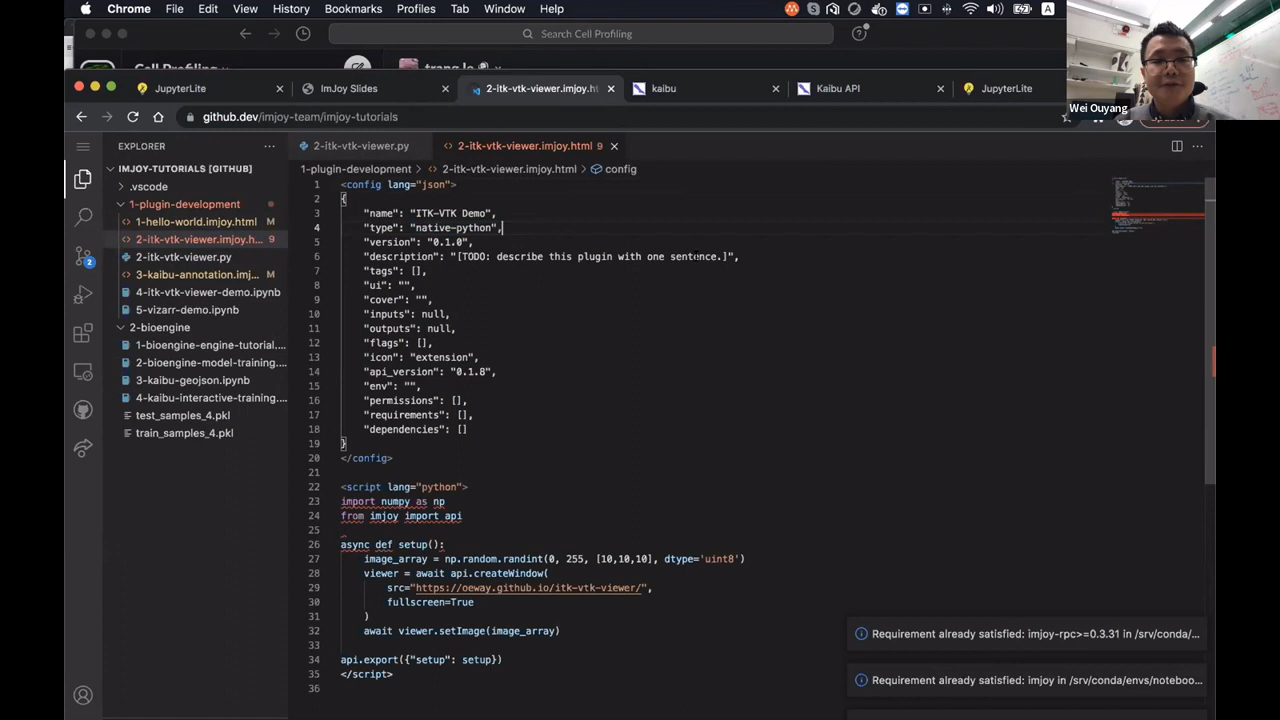 Chrome File Edit View History Bookmarks Profiles Tab Window Help A
Search Cell Profiling
Cell Profiling
trang le
Wei Ouyang
JupyterLite
ImJoy Slides
2-itk-vtk-viewer.imjoy.ht
kaibu
Kaibu API
JupyterLite
github.dev/imjoy-team/imjoy-tutorials
EXPLORER
2-itk-vtk-viewer.py
2-itk-vtk-viewer.imjoy.html 9
1-plugin-development > 2-itk-vtk-viewer.imjoy.html > config
IMJOY-TUTORIALS [GITHUB]
.vscode
1-plugin-development
1-hello-world.imjoy.html M
2-itk-vtk-viewer.imjoy.h... 9
2-itk-vtk-viewer.py
3-kaibu-annotation.imj... M
4-itk-vtk-viewer-demo.ipynb
5-vizarr-demo.ipynb
2-bioengine
1-bioengine-engine-tutorial....
2-bioengine-model-training....
3-kaibu-geojson.ipynb
4-kaibu-interactive-training....
test_samples_4.pkl
train_samples_4.pkl
2
1 <config lang="json">
2 {
3 "name": "ITK-VTK Demo",
4 "type": "native-python",
5 "version": "0.1.0",
6 "description": "[TODO: describe this plugin with one sentence.]",
7 "tags": [],
8 "ui": "",
9 "cover": "",
10 "inputs": null,
11 "outputs": null,
12 "flags": [],
13 "icon": "extension",
14 "api_version": "0.1.8",
15 "env": "",
16 "permissions": [],
17 "requirements": [],
18 "dependencies": []
19 }
20 </config>
21
22 <script lang="python">
23 import numpy as np
24 from imjoy import api
25
26 async def setup():
27 image_array = np.random.randint(0, 255, [10,10,10], dtype='uint8')
28 viewer = await api.createWindow(
29 src="https://oeway.github.io/itk-vtk-viewer/",
30 fullscreen=True
31 )
32 await viewer.setImage(image_array)
33
34 api.export({"setup": setup})
35 </script>
36
Requirement already satisfied: imjoy-rpc>=0.3.31 in /srv/conda/...
Requirement already satisfied: imjoy in /srv/conda/envs/noteboo...